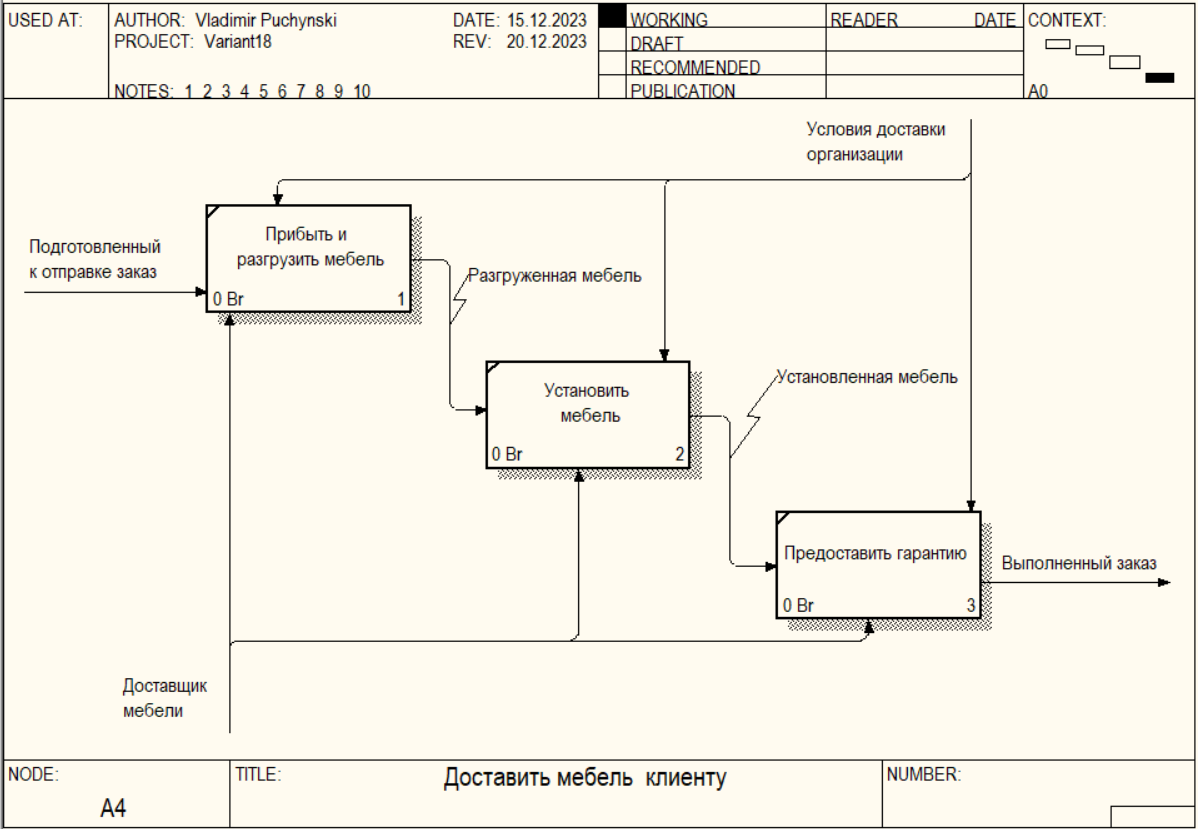 USED AT:
AUTHOR: Vladimir Puchynski
DATE: 15.12.2023
PROJECT: Variant18
REV: 20.12.2023
NOTES: 1 2 3 4 5 6 7 8 9 10
WORKING
DRAFT
RECOMMENDED
PUBLICATION
READER DATE
CONTEXT:
A0
Условия доставки
организации
Прибыть и
разгрузить мебель
0 Br 1
Подготовленный
к отправке заказ
Разгруженная мебель
Установить
мебель
0 Br 2
Установленная мебель
Предоставить гарантию
0 Br 3
Выполненный заказ
Доставщик
мебели
NODE:
A4
TITLE:
Доставить мебель клиенту
NUMBER: